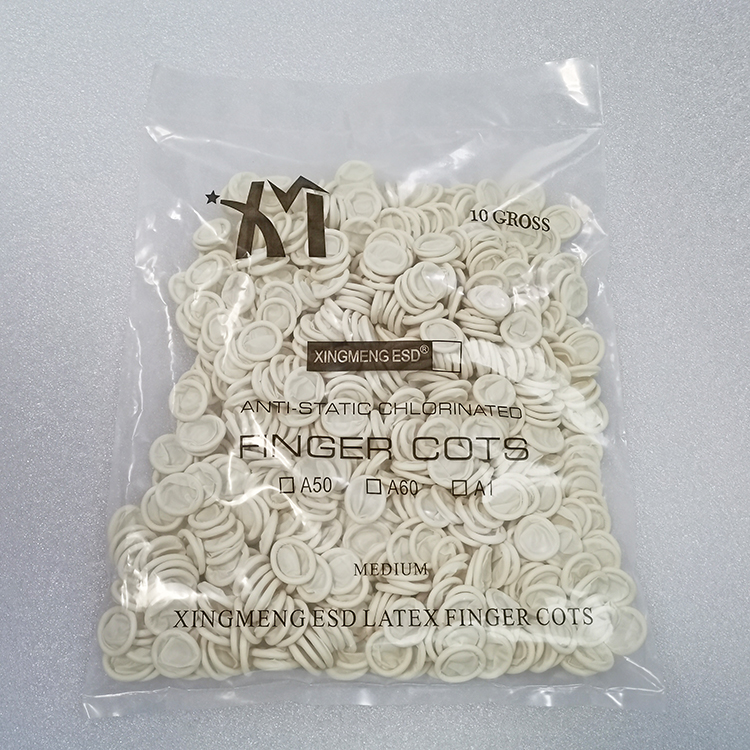 XM
10 GROSS
XINGMENG ESD®
ANTI-STATIC CHLORINATED
FINGER COTS
☐ A50 ☐ A60 ☐ A1
MEDIUM
XINGMENG ESD LATEX FINGER COTS